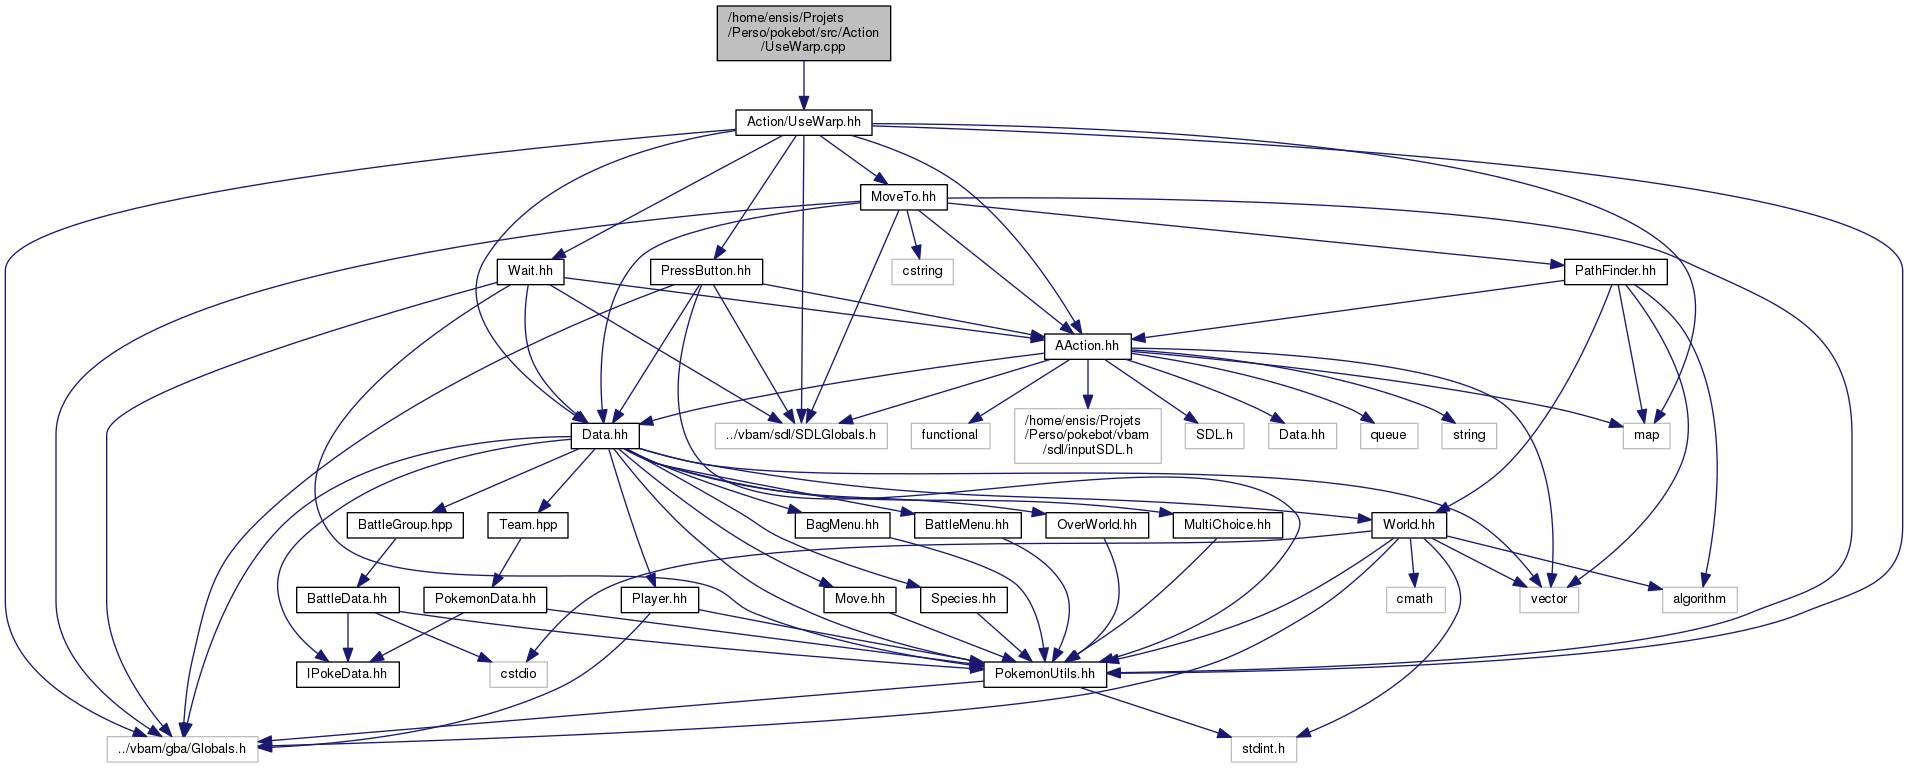 /home/ensis/Projets
/Perso/pokebot/src/Action
/UseWarp.cpp
Action/UseWarp.hh
MoveTo.hh
Wait.hh
PressButton.hh
cstring
PathFinder.hh
AAction.hh
Data.hh
../vbam/sdl/SDLGlobals.h
functional
/home/ensis/Projets
/Perso/pokebot/vbam
/sdl/inputSDL.h
SDL.h
Data.hh
queue
string
map
BattleGroup.hpp
Team.hpp
BagMenu.hh
BattleMenu.hh
OverWorld.hh
MultiChoice.hh
World.hh
BattleData.hh
PokemonData.hh
Player.hh
Move.hh
Species.hh
cmath
vector
algorithm
IPokeData.hh
cstdio
PokemonUtils.hh
../vbam/gba/Globals.h
stdint.h